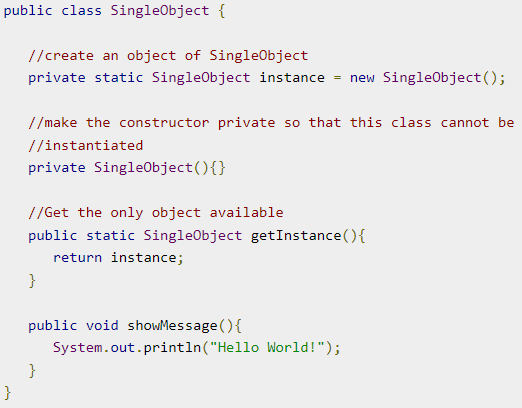 public class SingleObject {
//create an object of SingleObject
private static SingleObject instance = new SingleObject();
//make the constructor private so that this class cannot be
//instantiated
private SingleObject(){}
//Get the only object available
public static SingleObject getInstance(){
return instance;
}
public void showMessage(){
System.out.println("Hello World!");
}
}